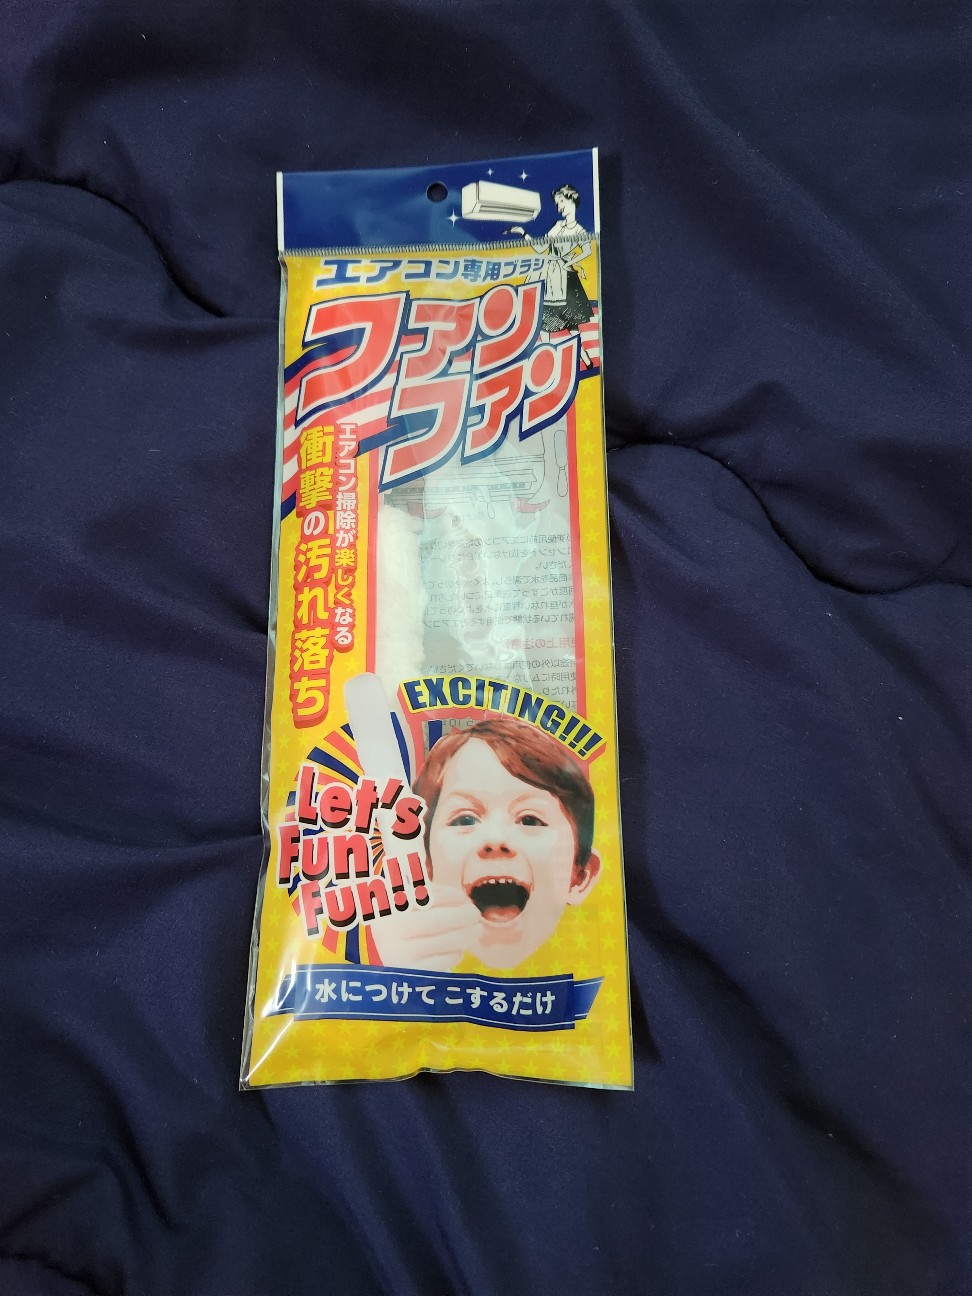 エアコン専用ブラシ
ファン
ファン
エアコン掃除が楽しくなる
衝撃の汚れ落ち
EXCITING!!!
Let's
Fun
Fun!!
水につけて こするだけ